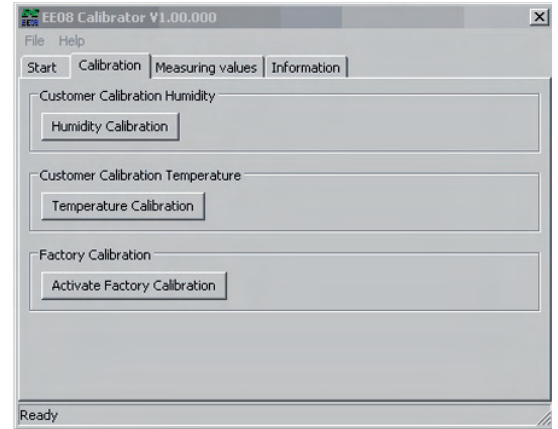 EE08 Calibrator V1.00.000
File Help
Start Calibration Measuring values Information
Customer Calibration Humidity
Humidity Calibration
Customer Calibration Temperature
Temperature Calibration
Factory Calibration
Activate Factory Calibration
Ready